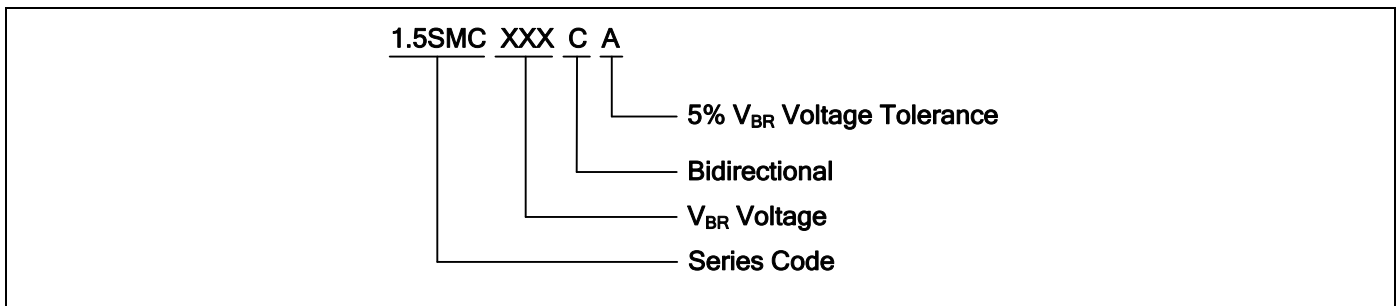 1.5SMC XXX C A
5% VBR Voltage Tolerance
Bidirectional
VBR Voltage
Series Code